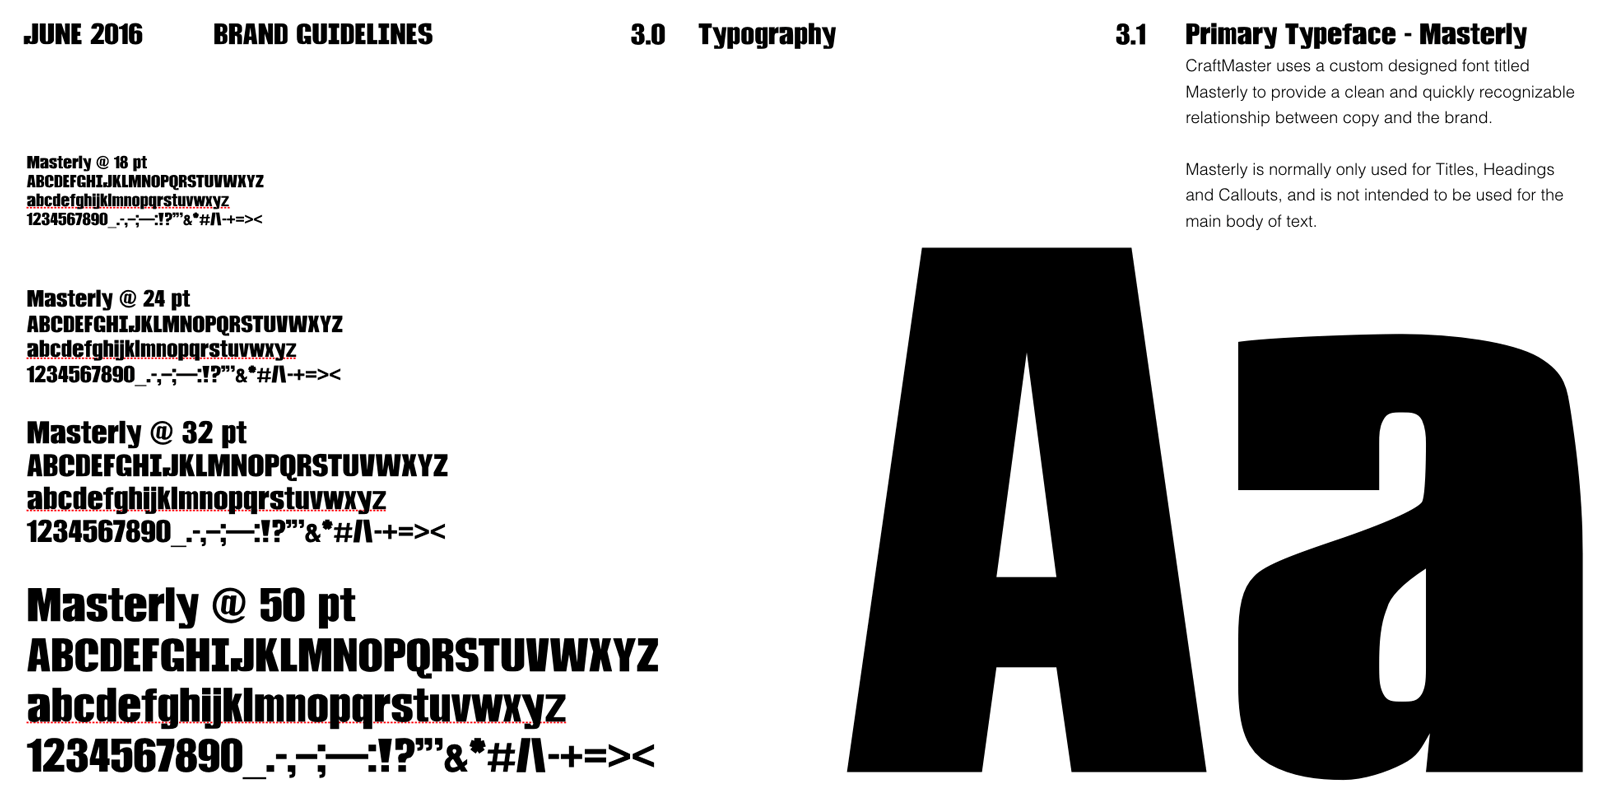 JUNE 2016
BRAND GUIDELINES
3.0 Typography
3.1 Primary Typeface - Masterly
CraftMaster uses a custom designed font titled
Masterly to provide a clean and quickly recognizable
relationship between copy and the brand.
Masterly is normally only used for Titles, Headings
and Callouts, and is not intended to be used for the
main body of text.
Masterly @ 18 pt
ABCDEFGHIJKLMNOPQRSTUVWXYZ
abcdefghijklmnopqrstuvwxyz
1234567890_.-,–;—:!?”’&*#/\-+=><
Masterly @ 24 pt
ABCDEFGHIJKLMNOPQRSTUVWXYZ
abcdefghijklmnopqrstuvwxyz
1234567890_.-,–;—:!?”’&*#/\-+=><
Masterly @ 32 pt
ABCDEFGHIJKLMNOPQRSTUVWXYZ
abcdefghijklmnopqrstuvwxyz
1234567890_.-,–;—:!?”’&*#/\-+=><
Masterly @ 50 pt
ABCDEFGHIJKLMNOPQRSTUVWXYZ
abcdefghijklmnopqrstuvwxyz
1234567890_.-,–;—:!?”’&*#/\-+=><
Aa